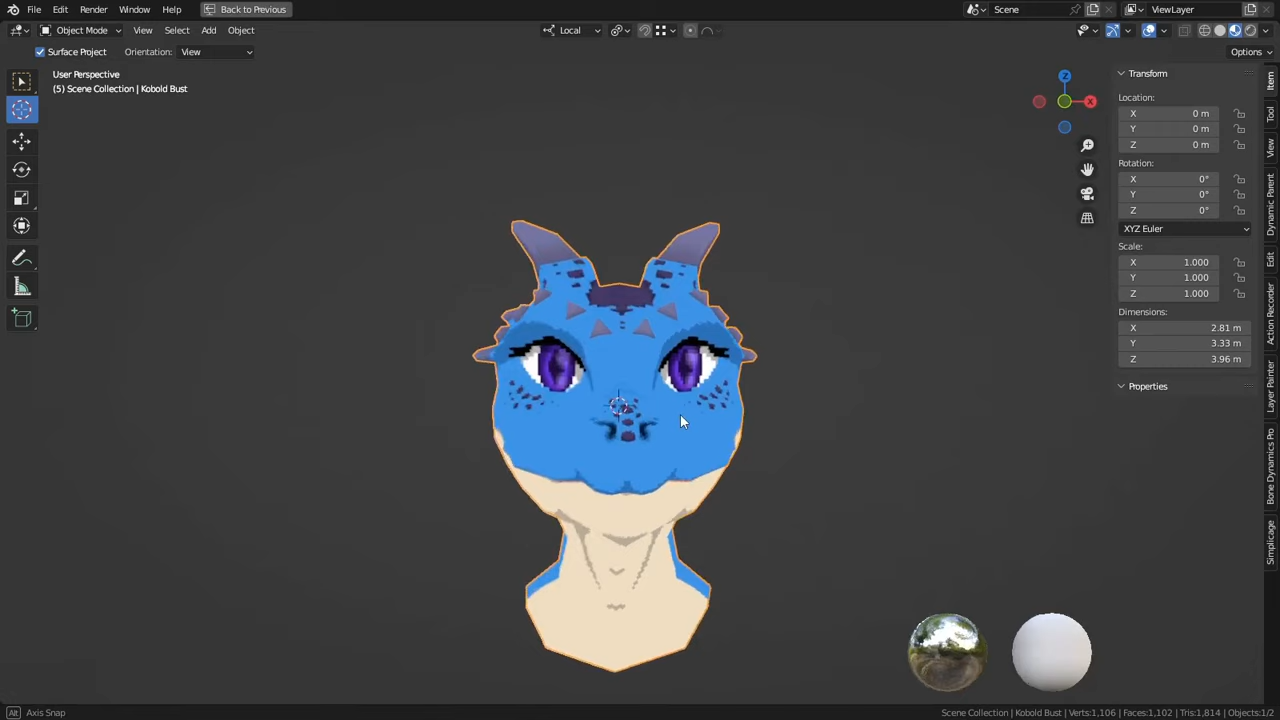 File Edit Render Window Help Back to Previous Scene ViewLayer
Object Mode View Select Add Object Local
Surface Project Orientation: View Options
User Perspective
(5) Scene Collection | Kobold Bust
Z
X
Transform
Location:
X 0 m
Y 0 m
Z 0 m
Rotation:
X 0°
Y 0°
Z 0°
XYZ Euler
Scale:
X 1.000
Y 1.000
Z 1.000
Dimensions:
X 2.81 m
Y 3.33 m
Z 3.96 m
Properties
Item
Tool
View
Dynamic Parent
Edit
Action Recorder
Layer Painter
Bone Dynamics Pro
Simplicage
Alt Axis Snap
Scene Collection | Kobold Bust | Verts:1,106 | Faces:1,102 | Tris:1,814 | Objects:1/2